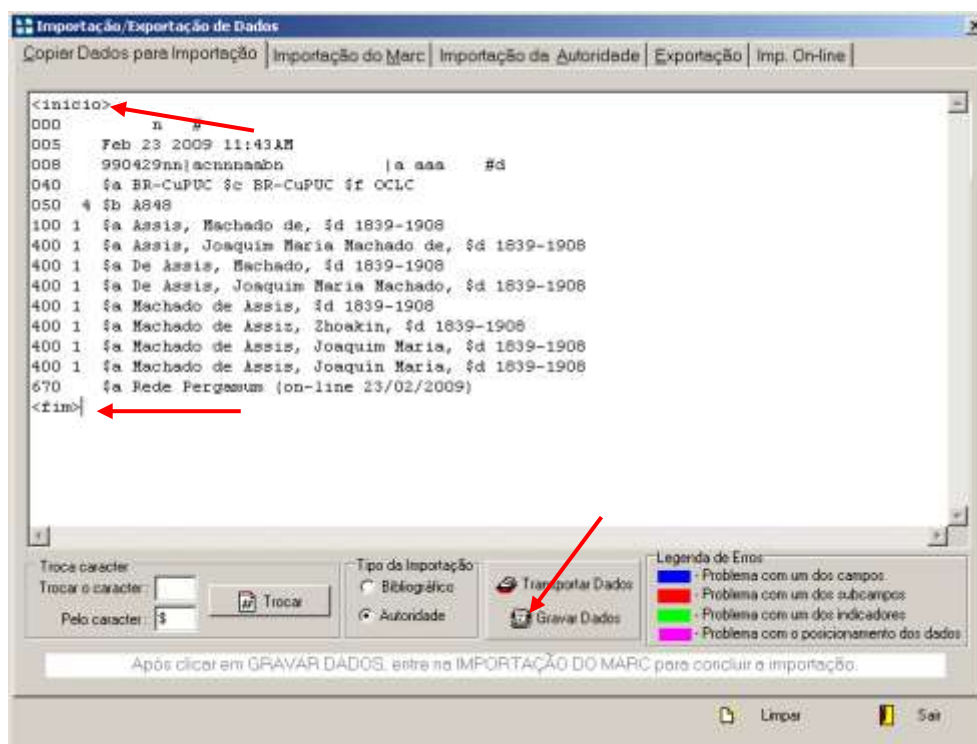 Importação/Exportação de Dados
Copiar Dados para Importação Importação do Marc Importação da Autoridade Exportação Imp. On-line
<inicio>
000 n #
005 Feb 23 2009 11:43AM
008 990429nn|acnnnaabn |a aaa #d
040 $a BR-CuPUC $c BR-CuPUC $f OCLC
050 4 $b A848
100 1 $a Assis, Machado de, $d 1839-1908
400 1 $a Assis, Joaquim Maria Machado de, $d 1839-1908
400 1 $a De Assis, Machado, $d 1839-1908
400 1 $a De Assis, Joaquim Maria Machado, $d 1839-1908
400 1 $a Machado de Assis, $d 1839-1908
400 1 $a Machado de Assiz, Zhoakin, $d 1839-1908
400 1 $a Machado de Assis, Joaquim Maria, $d 1839-1908
400 1 $a Machado de Assis, Joaquin Maria, $d 1839-1908
670 $a Rede Pergamum (on-line 23/02/2009)
<fim>
Troca caracter
Trocar o caracter:
Pelo caracter: $
Trocar
Tipo da Importação
Bibliográfico
Autoridade
Transportar Dados
Gravar Dados
Legenda de Erros
- Problema com um dos campos
- Problema com um dos subcampos
- Problema com um dos indicadores
- Problema com o posicionamento dos dados
Após clicar em GRAVAR DADOS, entre na IMPORTAÇÃO DO MARC para concluir a importação.
Limpar Sair